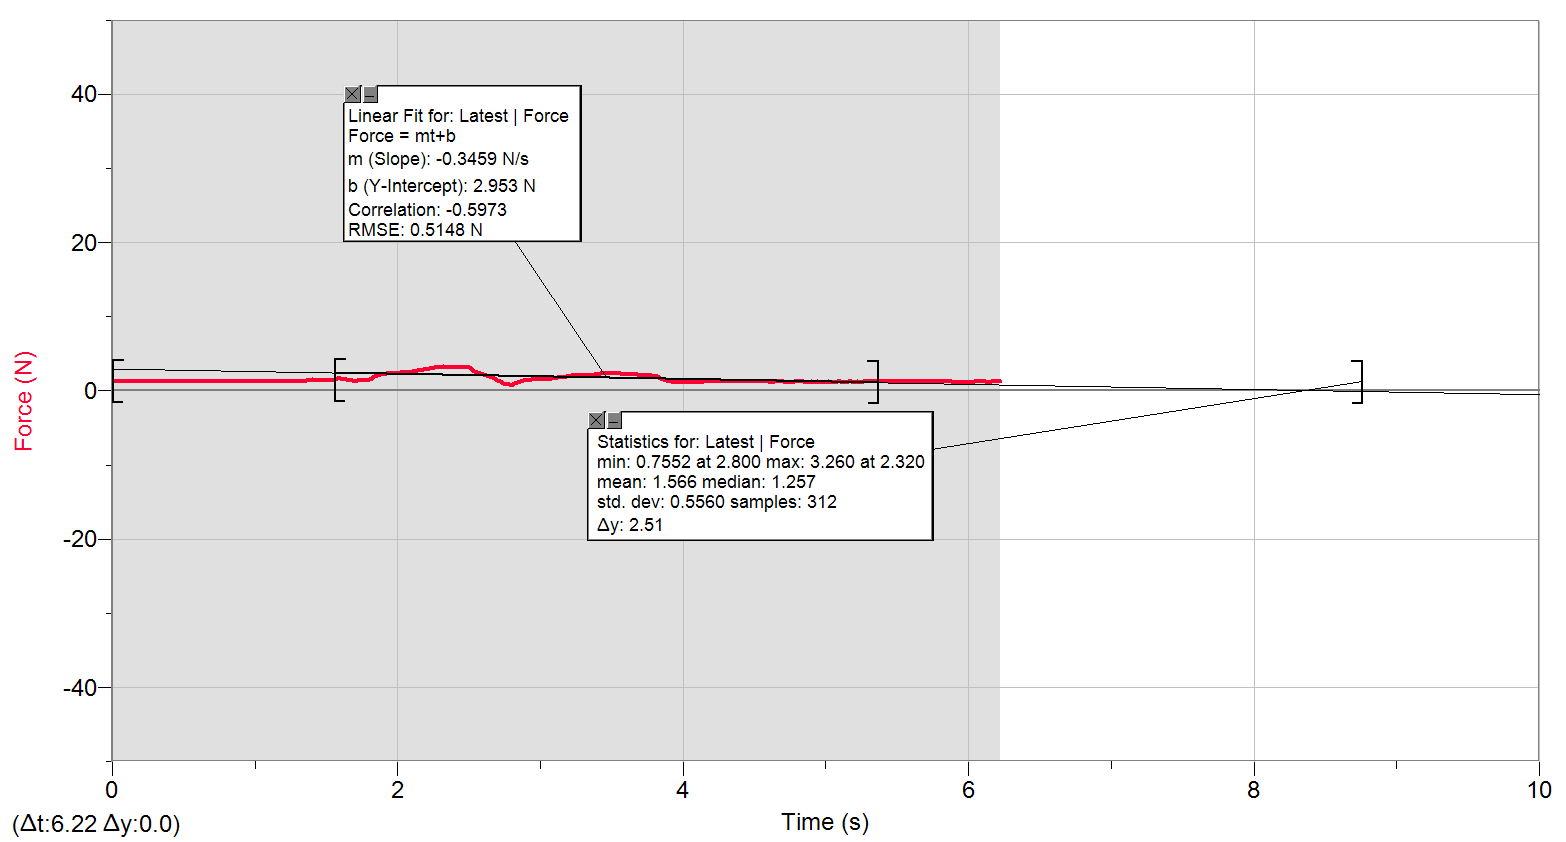 40
Linear Fit for: Latest | Force
Force = mt+b
m (Slope): -0.3459 N/s
b (Y-Intercept): 2.953 N
Correlation: -0.5973
RMSE: 0.5148 N
20
Force (N)
0
Statistics for: Latest | Force
min: 0.7552 at 2.800 max: 3.260 at 2.320
mean: 1.566 median: 1.257
std. dev: 0.5560 samples: 312
Δy: 2.51
-20
-40
0 2 4 6 8 10
(Δt:6.22 Δy:0.0)
Time (s)